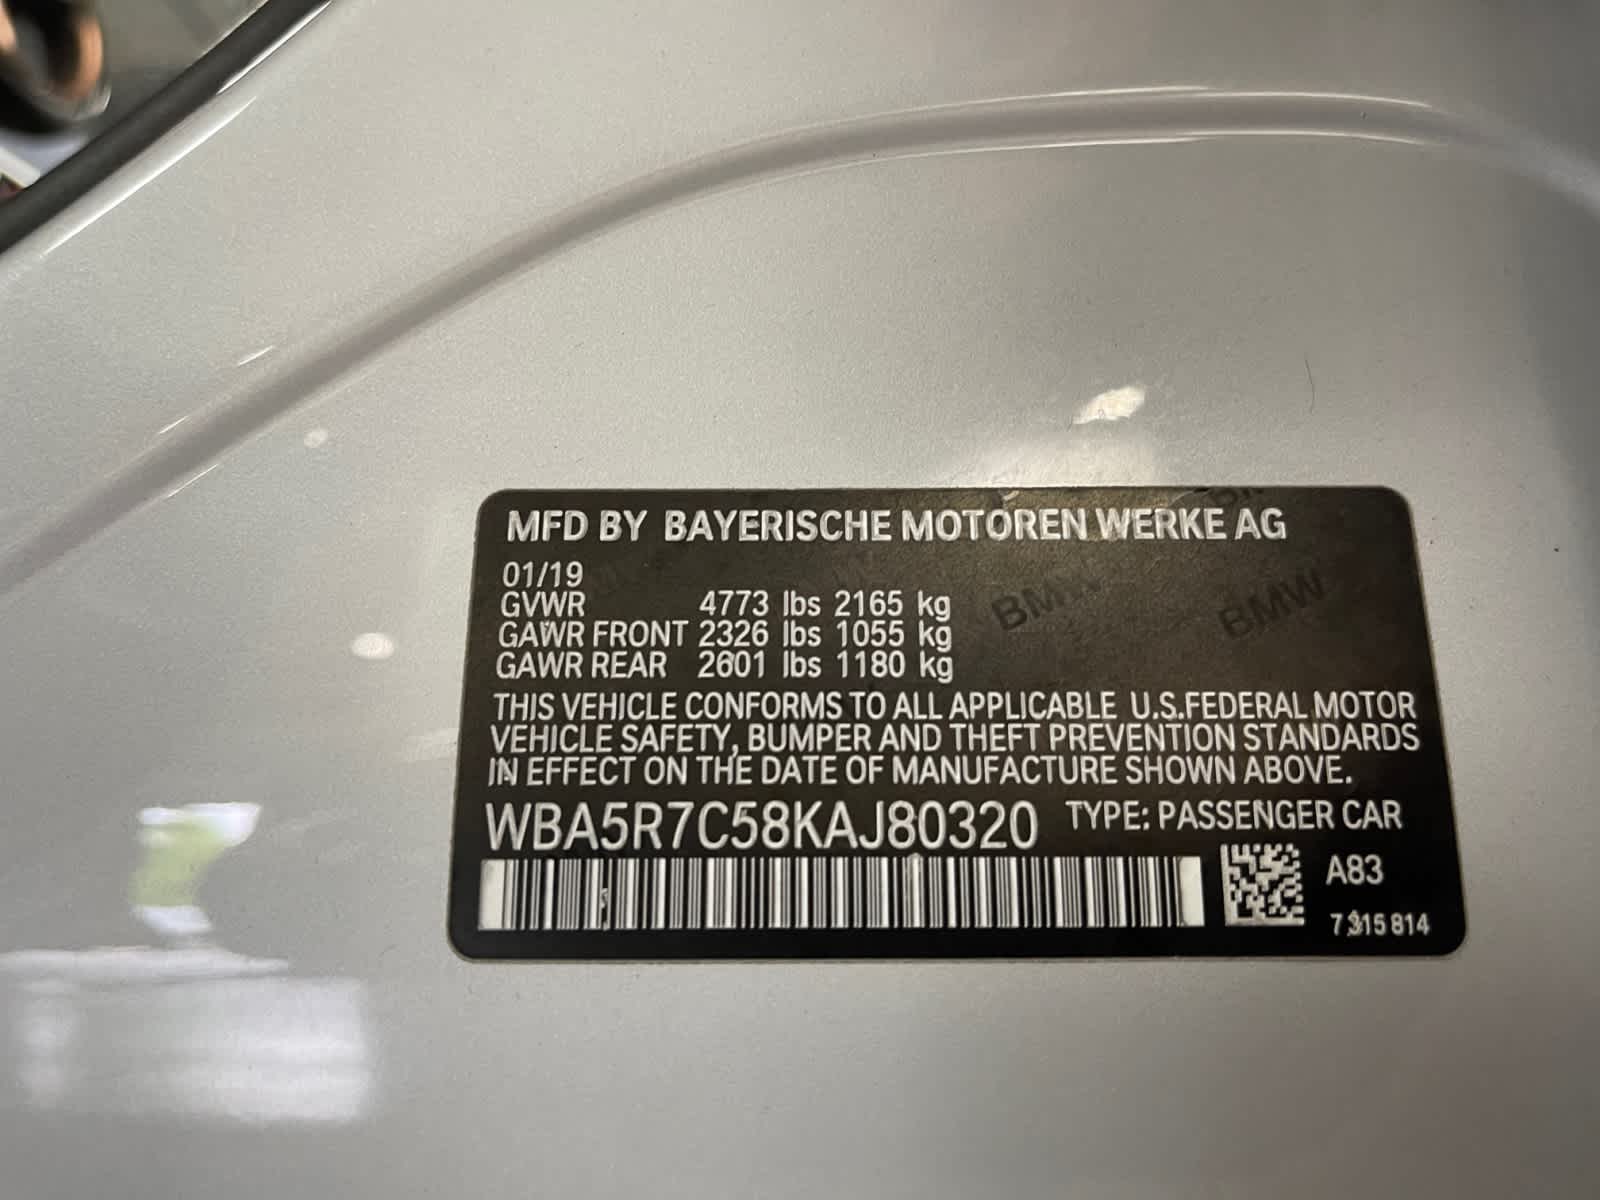 MFD BY BAYERISCHE MOTOREN WERKE AG
01/19
GVWR 4773 lbs 2165 kg
GAWR FRONT 2326 lbs 1055 kg
GAWR REAR 2601 lbs 1180 kg
BMW BMW
THIS VEHICLE CONFORMS TO ALL APPLICABLE U.S.FEDERAL MOTOR
VEHICLE SAFETY, BUMPER AND THEFT PREVENTION STANDARDS
IN EFFECT ON THE DATE OF MANUFACTURE SHOWN ABOVE.
WBA5R7C58KAJ80320 TYPE: PASSENGER CAR
A83
7315814